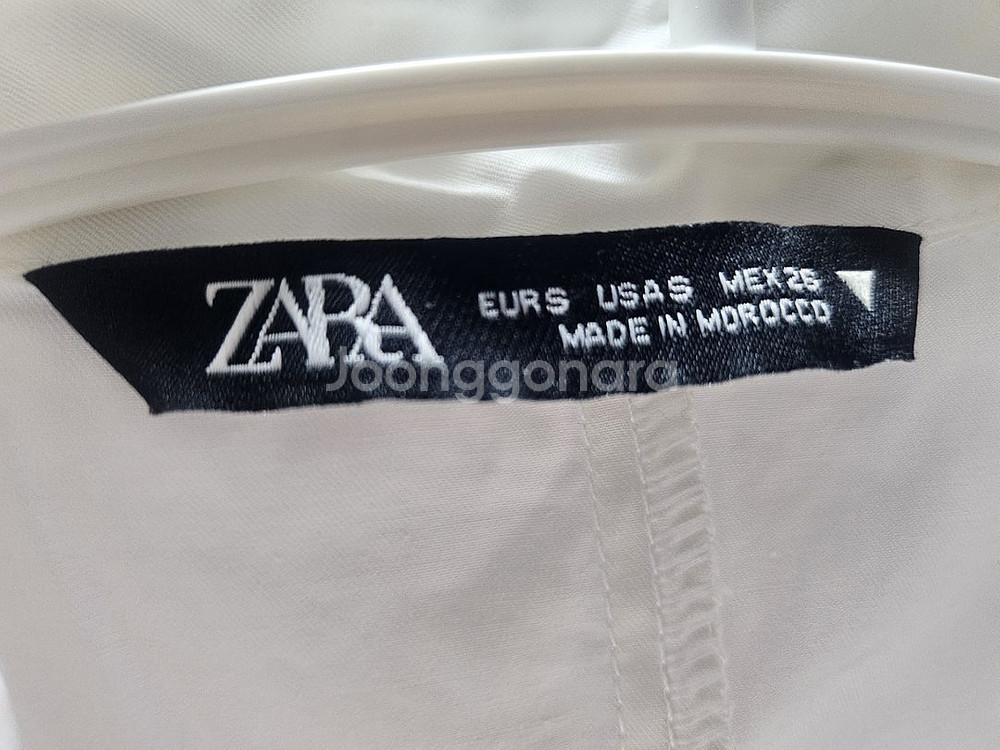 ZARA
EUR S USA S MEX 26
MADE IN MOROCCO
Joonggonara